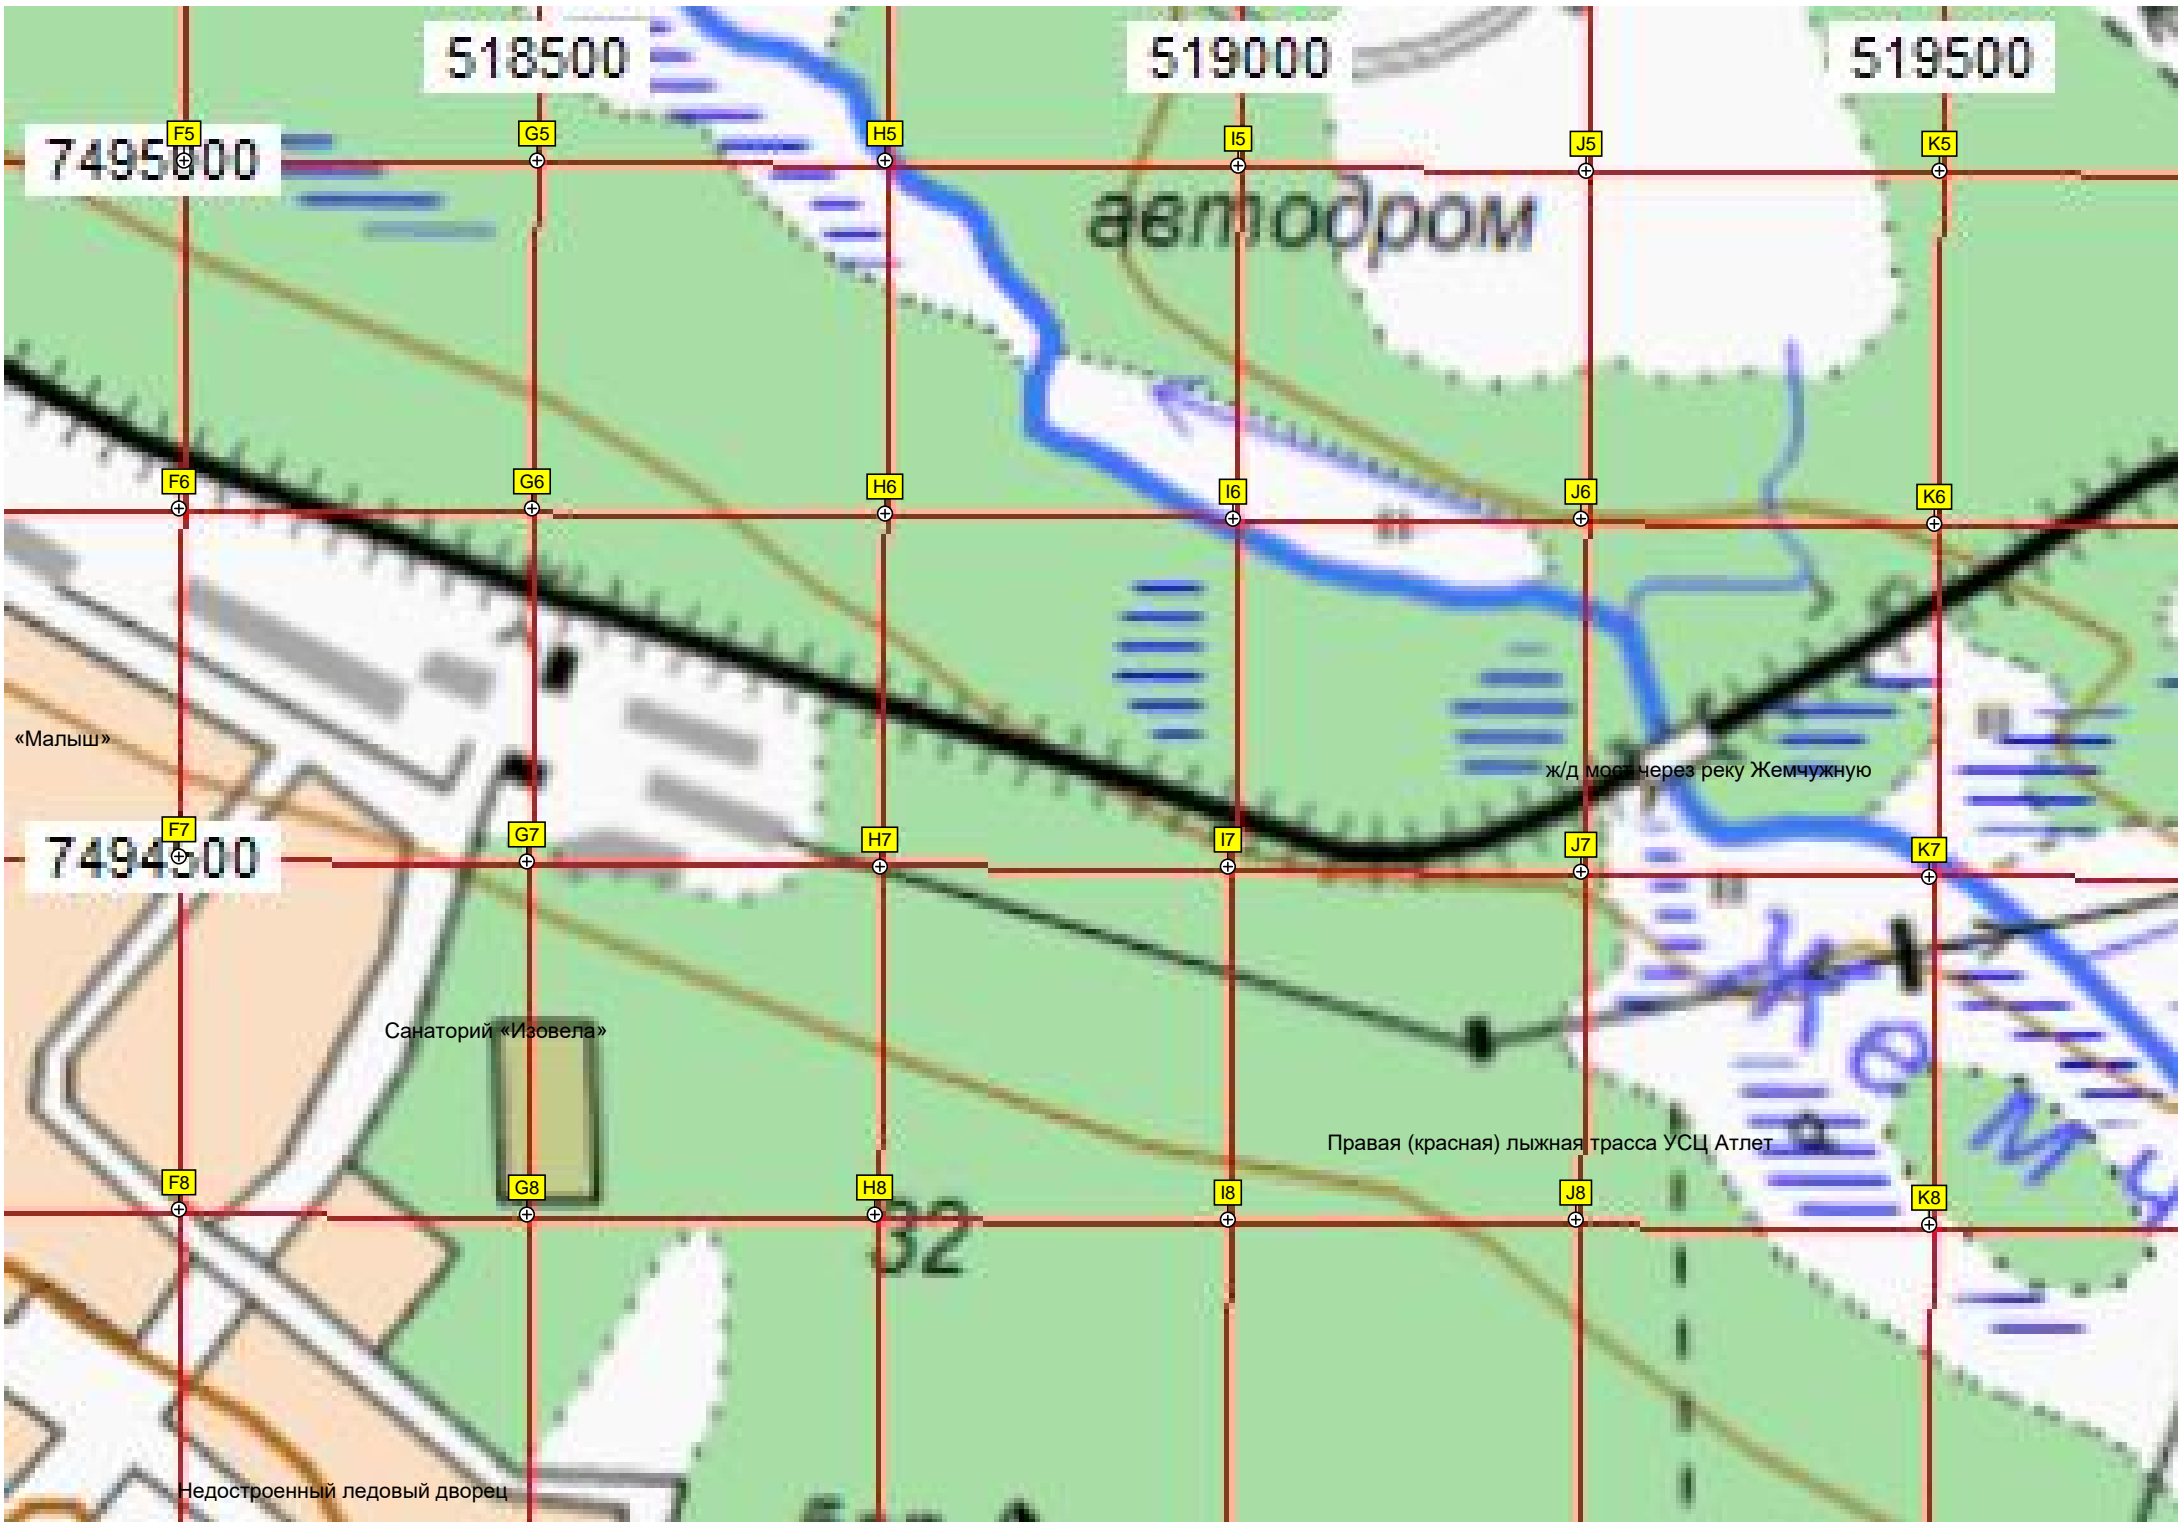 518500 519000 519500
F5 G5 H5 I5 J5 K5
7495000
автодром
F6 G6 H6 I6 J6 K6
«Малыш»
ж/д мост через реку Жемчужную
F7 G7 H7 I7 J7 K7
7494500
Санаторий «Изовела»
Ж е м ч
Правая (красная) лыжная трасса УСЦ Атлет
F8 G8 H8 I8 J8 K8
32
Недостроенный ледовый дворец